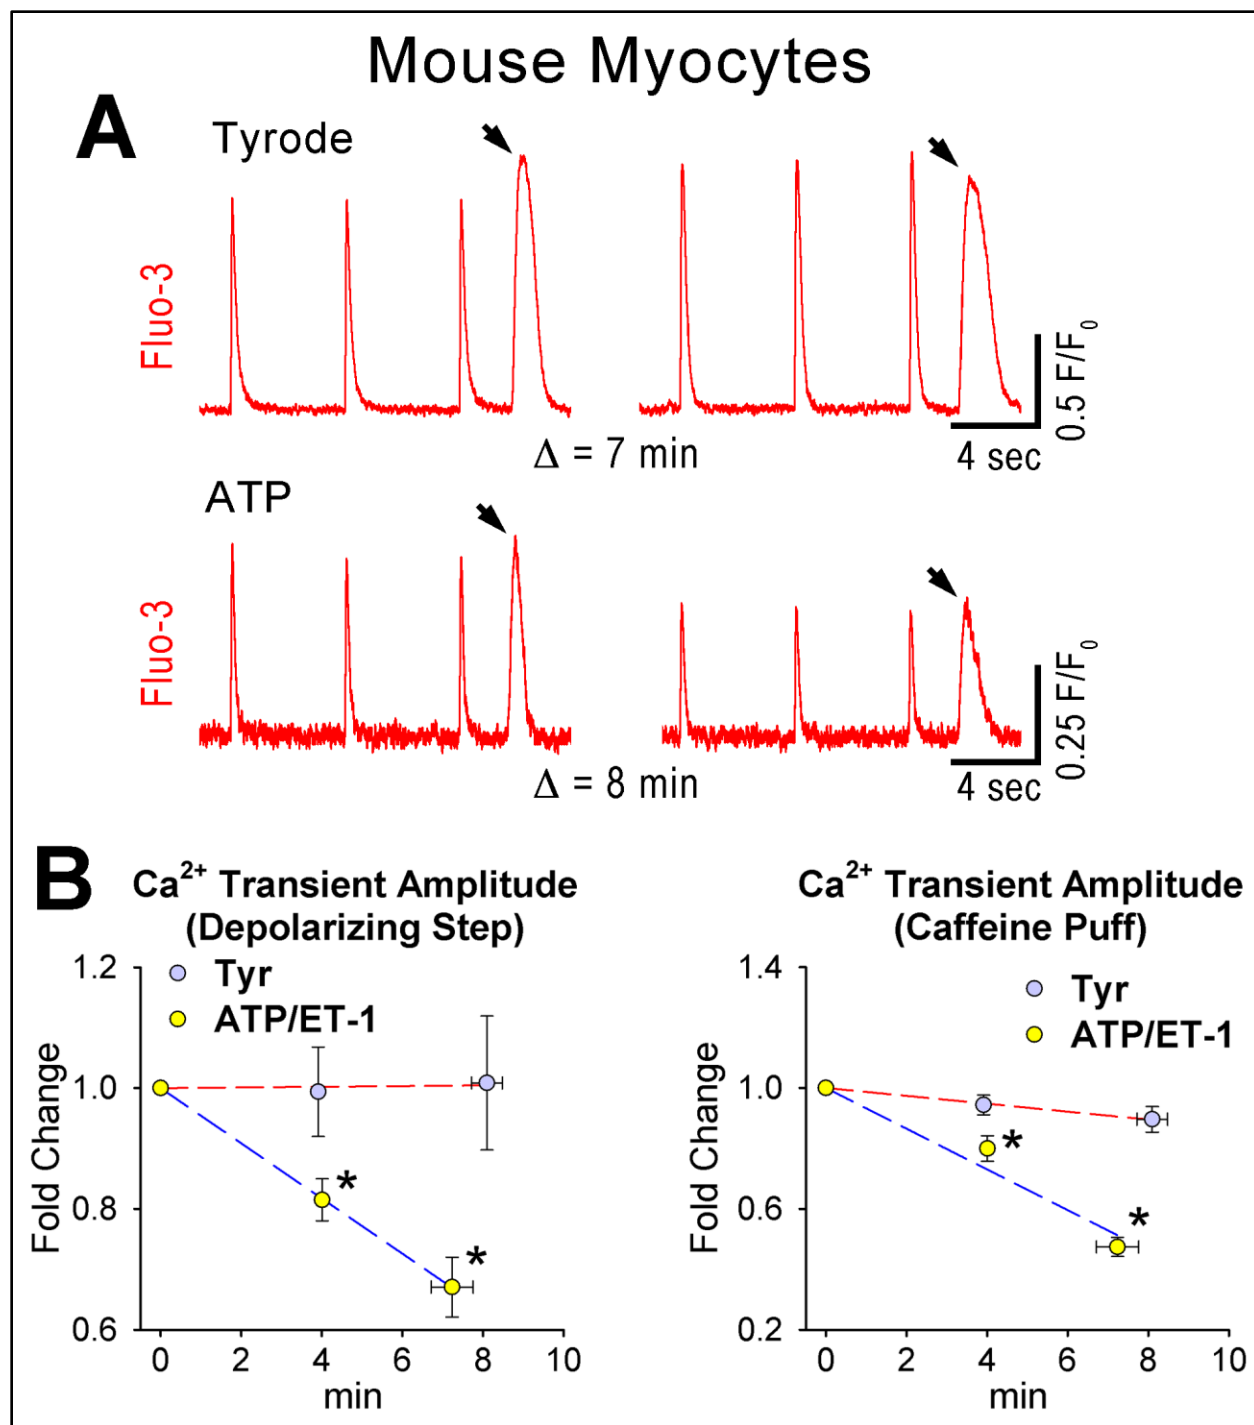 Mouse Myocytes
A
Tyrode
Fluo-3
0.5 F/F₀
4 sec
Δ = 7 min
ATP
Fluo-3
0.25 F/F₀
4 sec
Δ = 8 min
B
Ca²⁺ Transient Amplitude
(Depolarizing Step)
1.2
1.0
0.8
0.6
Fold Change
Tyr
ATP/ET-1
*
*
0 2 4 6 8 10
min
Ca²⁺ Transient Amplitude
(Caffeine Puff)
1.4
1.0
0.6
0.2
Fold Change
Tyr
ATP/ET-1
*
*
0 2 4 6 8 10
min